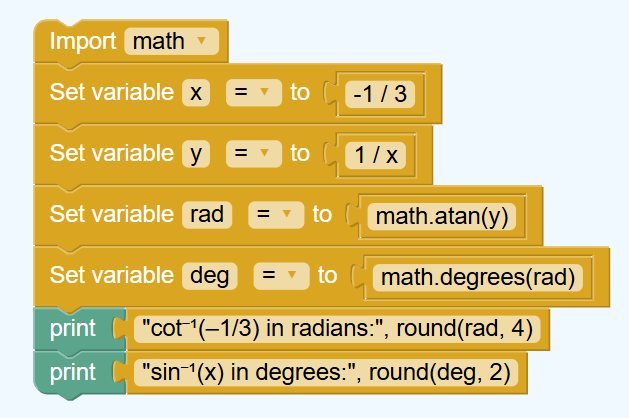 Import math
Set variable x = to -1 / 3
Set variable y = to 1 / x
Set variable rad = to math.atan(y)
Set variable deg = to math.degrees(rad)
print "cot⁻¹(–1/3) in radians:", round(rad, 4)
print "sin⁻¹(x) in degrees:", round(deg, 2)